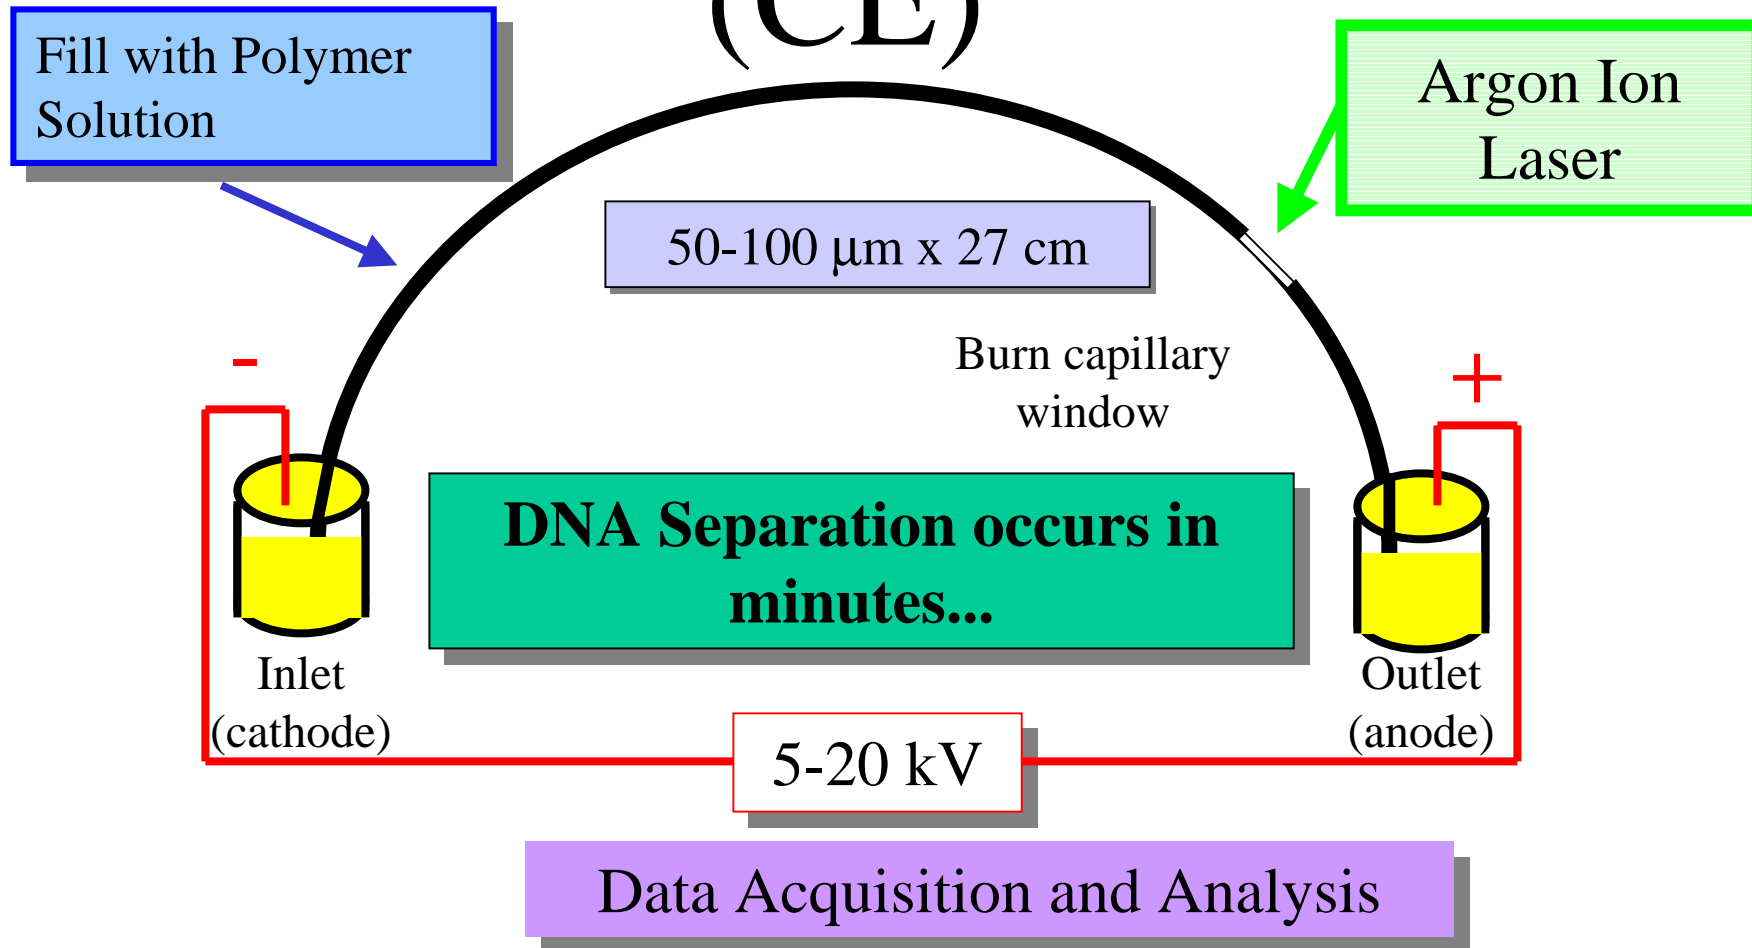 (CE)
Fill with Polymer
Solution
Argon Ion
Laser
50-100 μm x 27 cm
Burn capillary
window
-
+
DNA Separation occurs in
minutes...
Inlet
(cathode)
Outlet
(anode)
5-20 kV
Data Acquisition and Analysis